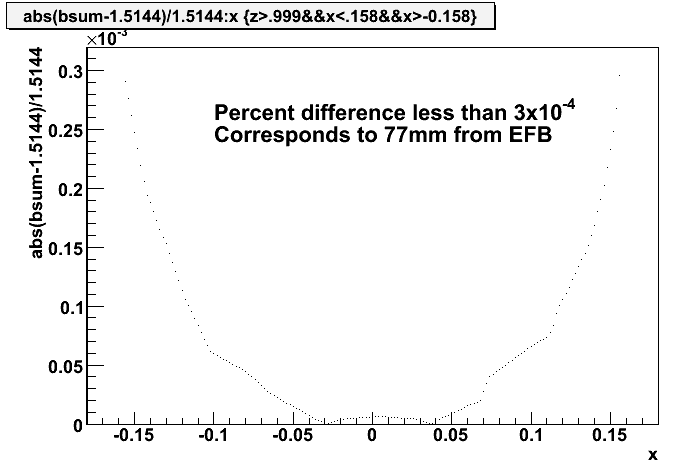 abs(bsum-1.5144)/1.5144:x {z>.999&&x<.158&&x>-0.158}
×10⁻³
abs(bsum-1.5144)/1.5144
0.3
0.25
0.2
0.15
0.1
0.05
0
Percent difference less than 3x10⁻⁴
Corresponds to 77mm from EFB
-0.15 -0.1 -0.05 0 0.05 0.1 0.15
x